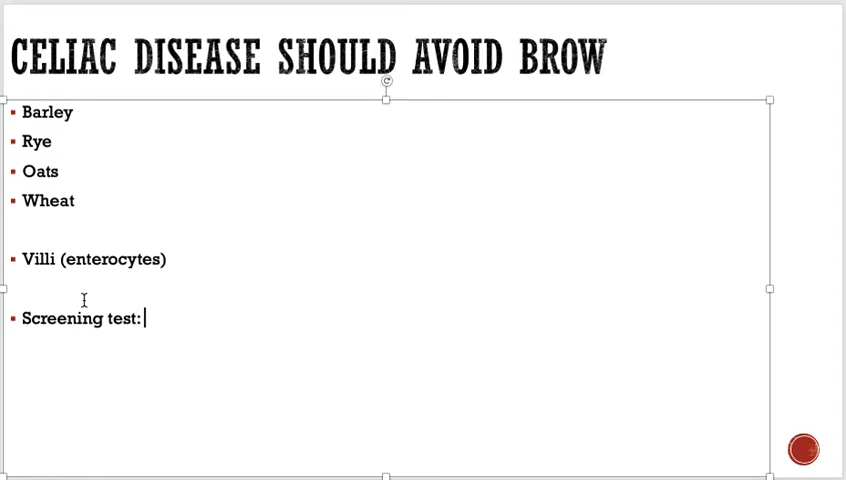 CELIAC DISEASE SHOULD AVOID BROW
Barley
Rye
Oats
Wheat
Villi (enterocytes)
Screening test: